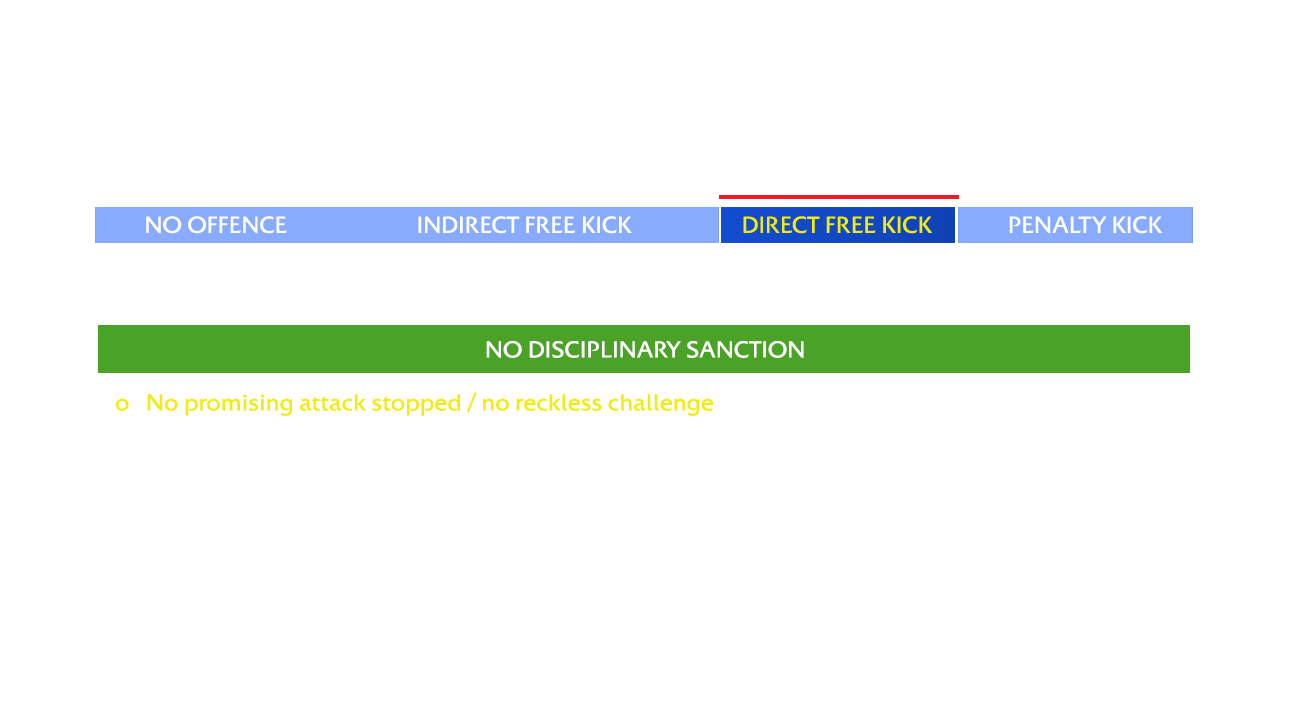 NO OFFENCE INDIRECT FREE KICK DIRECT FREE KICK PENALTY KICK
NO DISCIPLINARY SANCTION
o No promising attack stopped / no reckless challenge